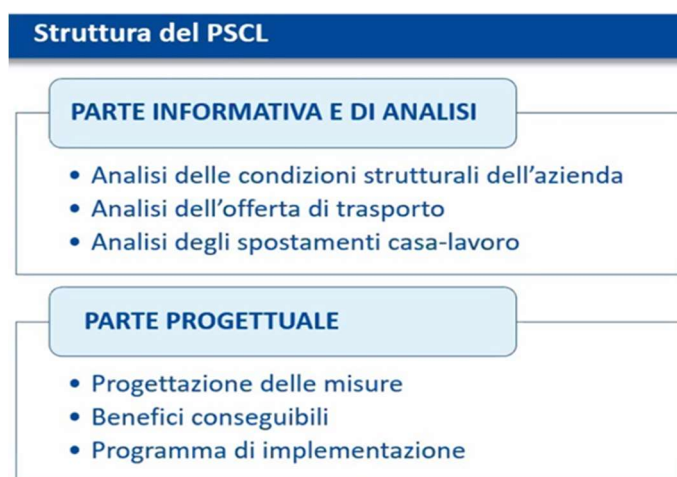 Struttura del PSCL
PARTE INFORMATIVA E DI ANALISI
• Analisi delle condizioni strutturali dell’azienda
• Analisi dell’offerta di trasporto
• Analisi degli spostamenti casa-lavoro
PARTE PROGETTUALE
• Progettazione delle misure
• Benefici conseguibili
• Programma di implementazione